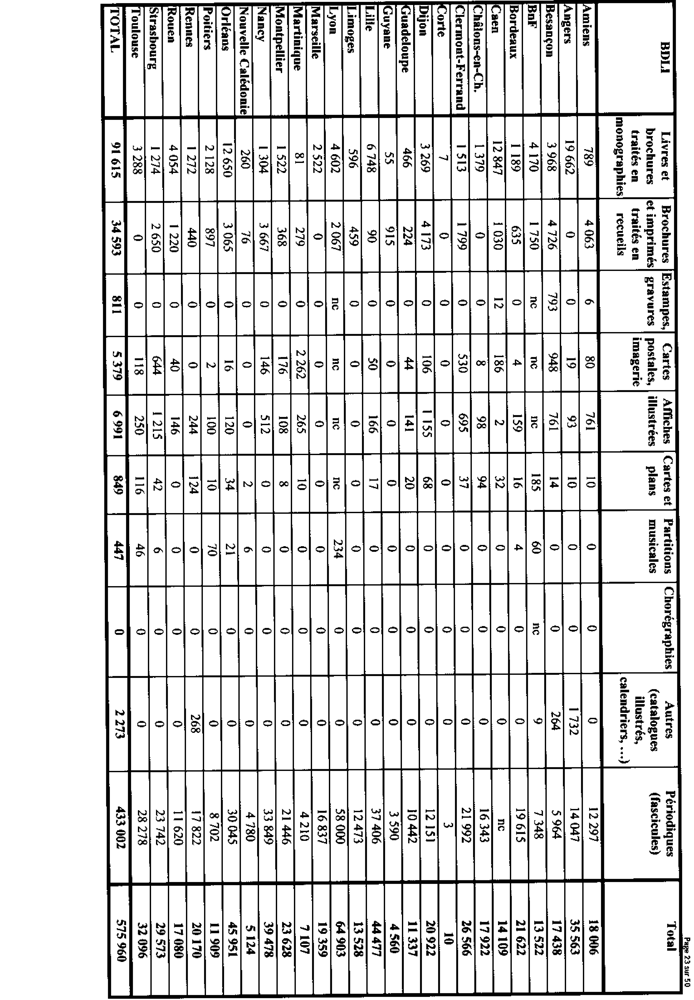 Page 23 sur 50
BDLI Livres et brochures traités en monographies Brochures et imprimés traités en recueils Estampes, gravures Cartes postales, imagerie Affiches illustrées Cartes et plans Partitions musicales Chorégraphies Autres (catalogues illustrés, calendriers, ...) Périodiques (fascicules) Total
Amiens 789 4 063 6 80 761 10 0 0 0 12 297 18 006
Angers 19 662 0 0 19 93 10 0 0 1 732 14 047 35 563
Besançon 3 968 4 726 793 948 761 14 0 0 264 5 964 17 438
BnF 4 170 1 750 nc nc nc 185 60 nc 9 7 348 13 522
Bordeaux 1 189 635 0 4 159 16 4 0 0 19 615 21 622
Caen 12 847 1 030 12 186 2 32 0 0 0 nc 14 109
Châlons-en-Ch. 1 379 0 0 8 98 94 0 0 0 16 343 17 922
Clermont-Ferrand 1 513 1 799 0 530 695 37 0 0 0 21 992 26 566
Corte 7 0 0 0 0 0 0 0 0 3 10
Dijon 3 269 4 173 0 106 1 155 68 0 0 0 12 151 20 922
Guadeloupe 466 224 0 44 141 20 0 0 0 10 442 11 337
Guyane 55 915 0 0 0 0 0 0 0 3 590 4 560
Lille 6 748 90 0 50 166 17 0 0 0 37 406 44 477
Limoges 596 459 0 0 0 0 0 0 0 12 473 13 528
Lyon 4 602 2 067 nc nc nc nc 234 0 0 58 000 64 903
Marseille 2 522 0 0 0 0 0 0 0 0 16 837 19 359
Martinique 81 279 0 2 262 265 10 0 0 0 4 210 7 107
Montpellier 1 522 368 0 176 108 8 0 0 0 21 446 23 628
Nancy 1 304 3 667 0 146 512 0 0 0 0 33 849 39 478
Nouvelle Calédonie 260 76 0 0 0 2 6 0 0 4 780 5 124
Orléans 12 650 3 065 0 16 120 34 21 0 0 30 045 45 951
Poitiers 2 128 897 0 2 100 10 70 0 0 8 702 11 909
Rennes 1 272 440 0 0 244 124 0 0 268 17 822 20 170
Rouen 4 054 1 220 0 40 146 0 0 0 0 11 620 17 080
Strasbourg 1 274 2 650 0 644 1 215 42 6 0 0 23 742 29 573
Toulouse 3 288 0 0 118 250 116 46 0 0 28 278 32 096
TOTAL 91 615 34 593 811 5 379 6 991 849 447 0 2 273 433 002 575 960